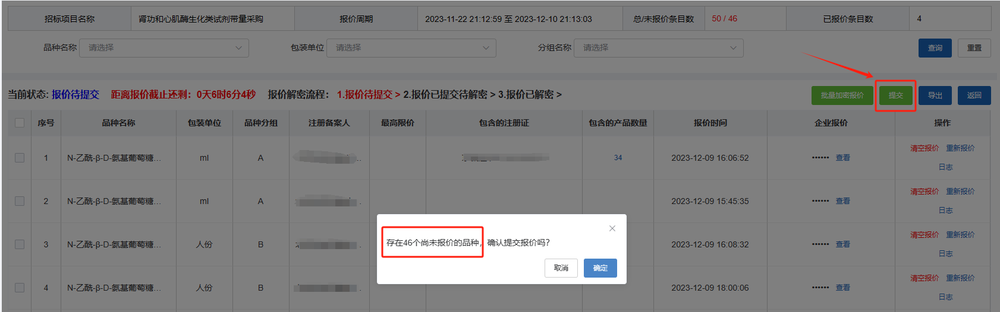 招标项目名称 肾功和心肌酶生化类试剂带量采购 报价周期 2023-11-22 21:12:59 至 2023-12-10 21:13:03 总/未报价条目数 50 / 46 已报价条目数 4
品种名称 请选择 包装单位 请选择 分组名称 请选择 查询 重置
当前状态: 报价待提交 距离报价截止还剩：0天6时6分4秒 报价解密流程： 1.报价待提交 > 2.报价已提交待解密 > 3.报价已解密 > 批量加密报价 提交 导出 返回
序号 品种名称 包装单位 品种分组 注册备案人 最高限价 包含的注册证 包含的产品数量 报价时间 企业报价 操作
1 N-乙酰-β-D-氨基葡萄糖... ml A 34 2023-12-09 16:06:52 •••••• 查看 清空报价 重新报价
日志
2 N-乙酰-β-D-氨基葡萄糖... ml A 2023-12-09 15:45:35 •••••• 查看 清空报价 重新报价
日志
3 N-乙酰-β-D-氨基葡萄糖... 人份 B 2023-12-09 16:08:32 •••••• 查看 清空报价 重新报价
日志
4 N-乙酰-β-D-氨基葡萄糖... 人份 B 2023-12-09 18:00:06 •••••• 查看 清空报价 重新报价
日志
存在46个尚未报价的品种，确认提交报价吗？
取消 确定